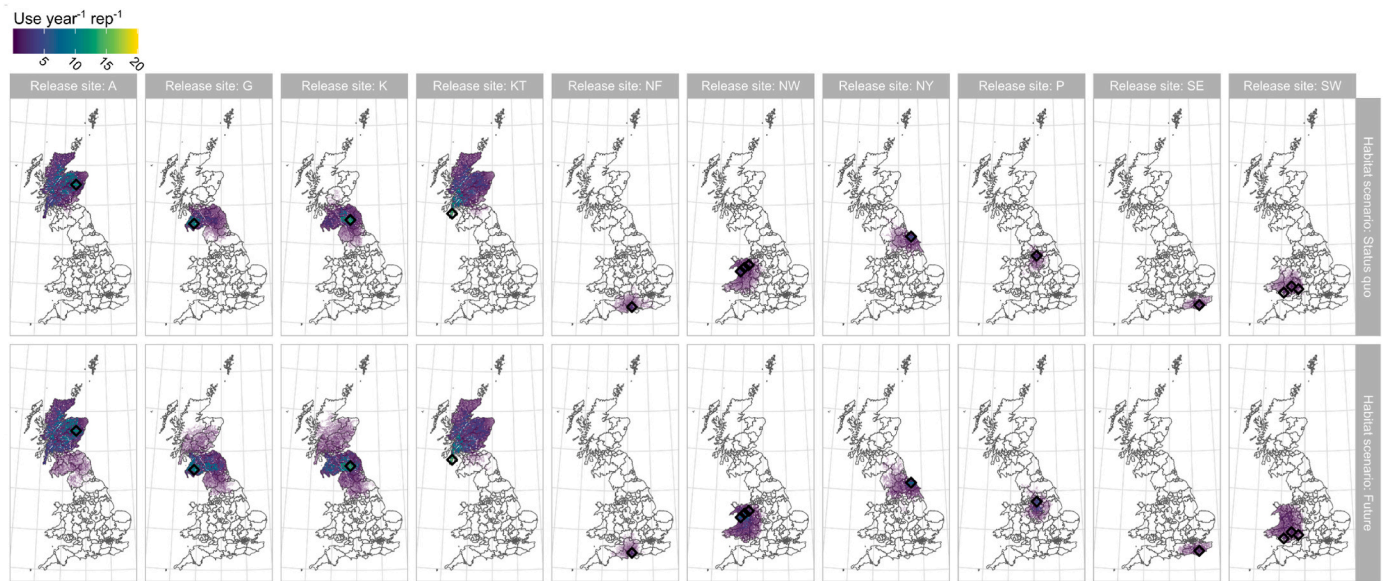 Use year-1 rep-1
5 10 15 20
Release site: A Release site: G Release site: K Release site: KT Release site: NF Release site: NW Release site: NY Release site: P Release site: SE Release site: SW
Habitat scenario: Status quo
Habitat scenario: Future